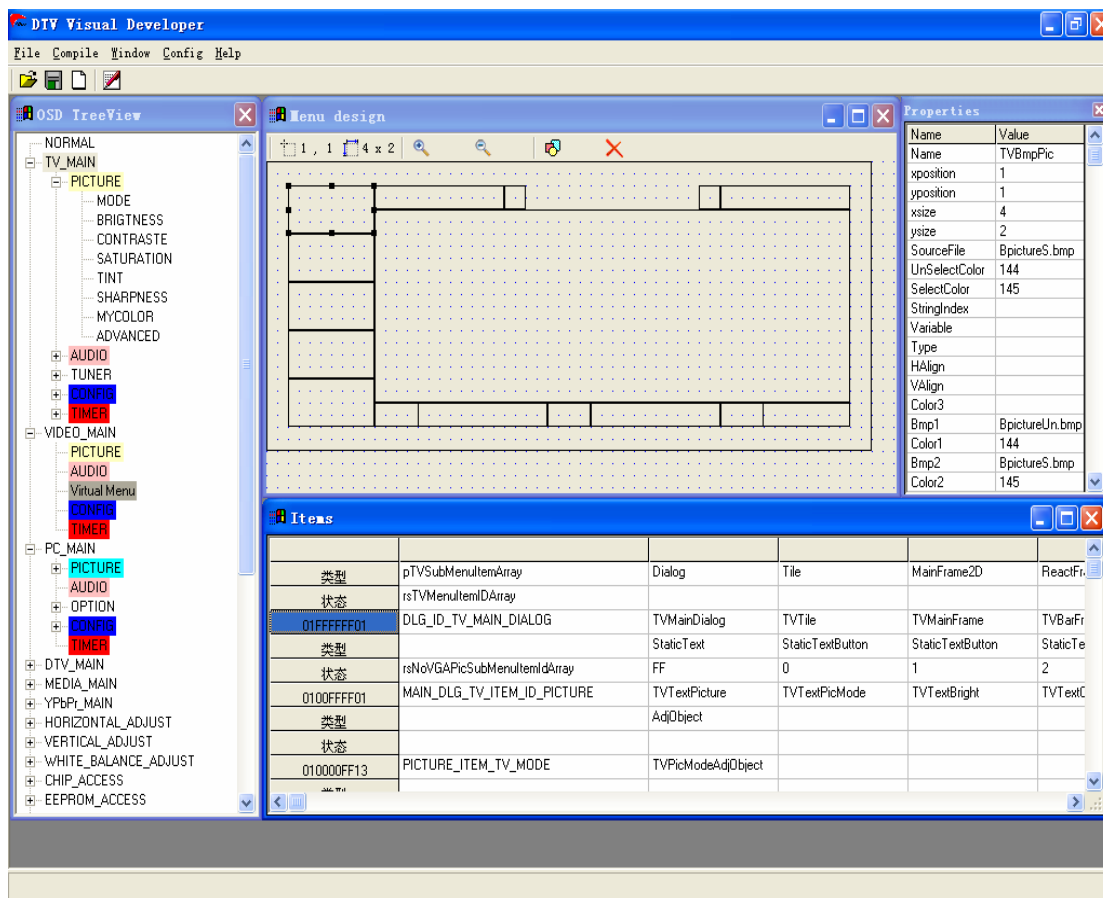 DTV Visual Developer
File Compile Window Config Help
OSD TreeView
NORMAL
TV_MAIN
PICTURE
MODE
BRIGTNESS
CONTRASTE
SATURATION
TINT
SHARPNESS
MYCOLOR
ADVANCED
AUDIO
TUNER
CONFIG
TIMER
VIDEO_MAIN
PICTURE
AUDIO
Virtual Menu
CONFIG
TIMER
PC_MAIN
PICTURE
AUDIO
OPTION
CONFIG
TIMER
DTV_MAIN
MEDIA_MAIN
YPbPr_MAIN
HORIZONTAL_ADJUST
VERTICAL_ADJUST
WHITE_BALANCE_ADJUST
CHIP_ACCESS
EEPROM_ACCESS
Menu design
1 , 1 4 x 2
Properties
Name Value
Name TVBmpPic
xposition 1
yposition 1
xsize 4
ysize 2
SourceFile BpictureS.bmp
UnSelectColor 144
SelectColor 145
StringIndex
Variable
Type
HAlign
VAlign
Color3
Bmp1 BpictureUn.bmp
Color1 144
Bmp2 BpictureS.bmp
Color2 145
Items
类型 pTVSubMenuItemArray Dialog Tile MainFrame2D ReactFr
状态 rsTVMenuItemIDArray
01FFFFFF01 DLG_ID_TV_MAIN_DIALOG TVMainDialog TVTile TVMainFrame TVBarFr
类型 StaticText StaticTextButton StaticTextButton StaticTe
状态 rsNoVGAPicSubMenuItemIdArray FF 0 1 2
0100FFFF01 MAIN_DLG_TV_ITEM_ID_PICTURE TVTextPicture TVTextPicMode TVTextBright TVTextC
类型 AdjObject
状态
010000FF13 PICTURE_ITEM_TV_MODE TVPicModeAdjObject